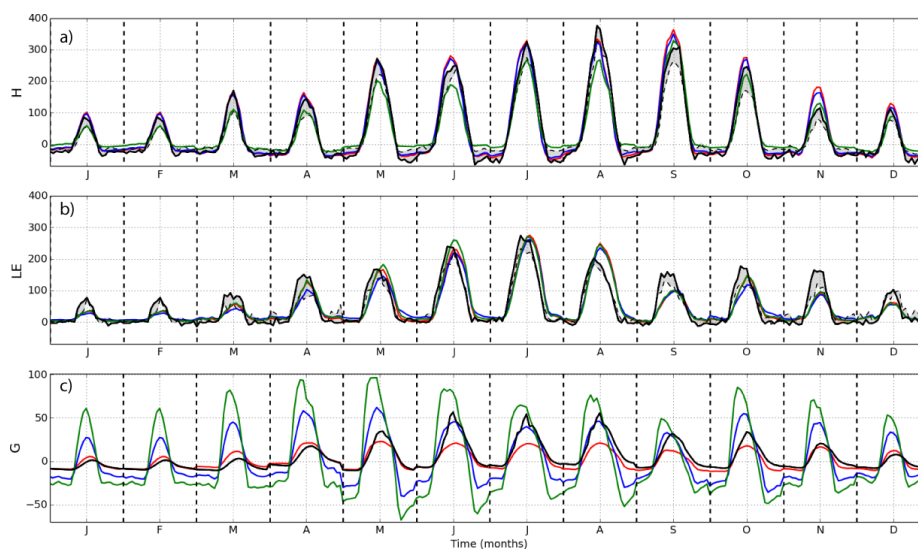 a)
H
400
300
200
100
0
J F M A M J J A S O N D
b)
LE
400
300
200
100
0
J F M A M J J A S O N D
c)
G
100
50
0
−50
J F M A M J J A S O N D
Time (months)